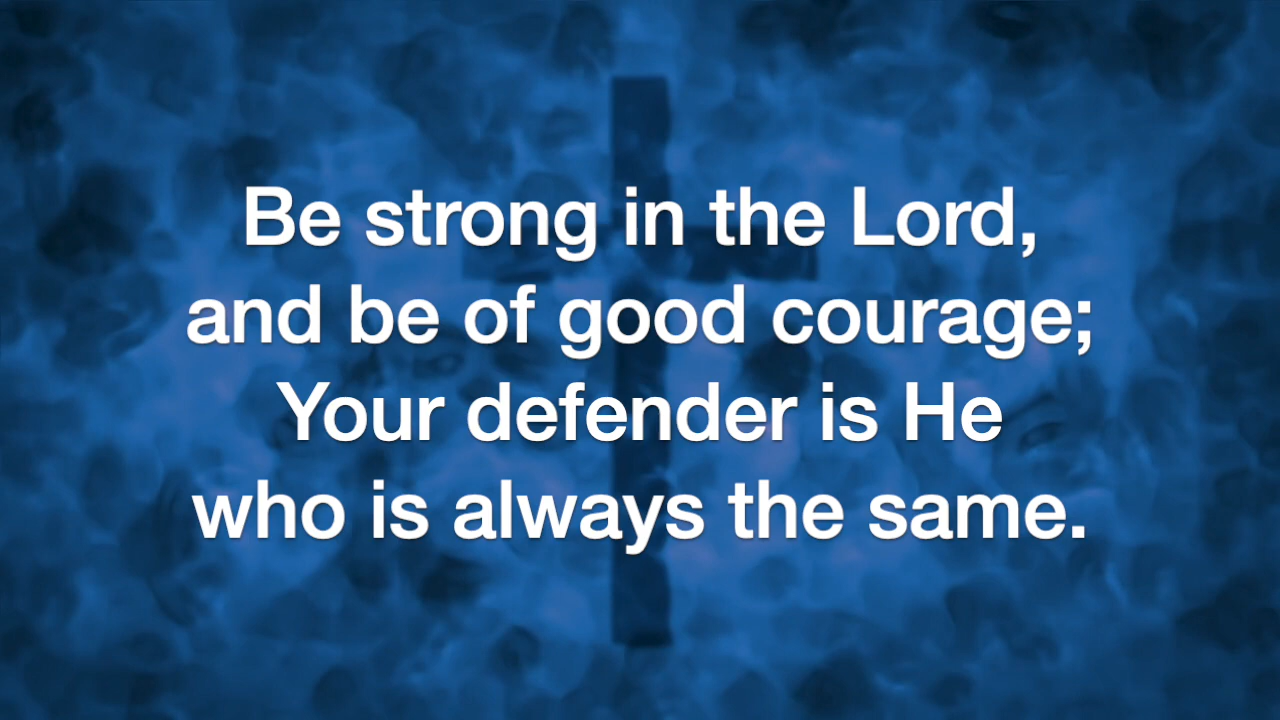 Be strong in the Lord,
and be of good courage;
Your defender is He
who is always the same.